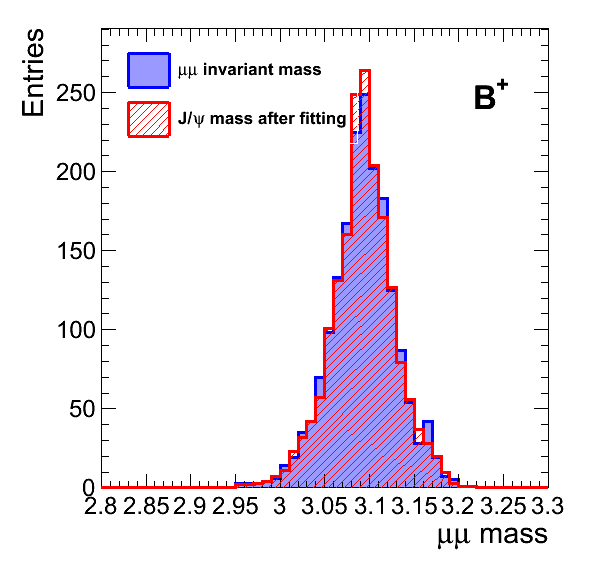 Entries
μμ invariant mass
J/ψ mass after fitting
B+
250
200
150
100
50
0
2.8 2.85 2.9 2.95 3 3.05 3.1 3.15 3.2 3.25 3.3
μμ mass